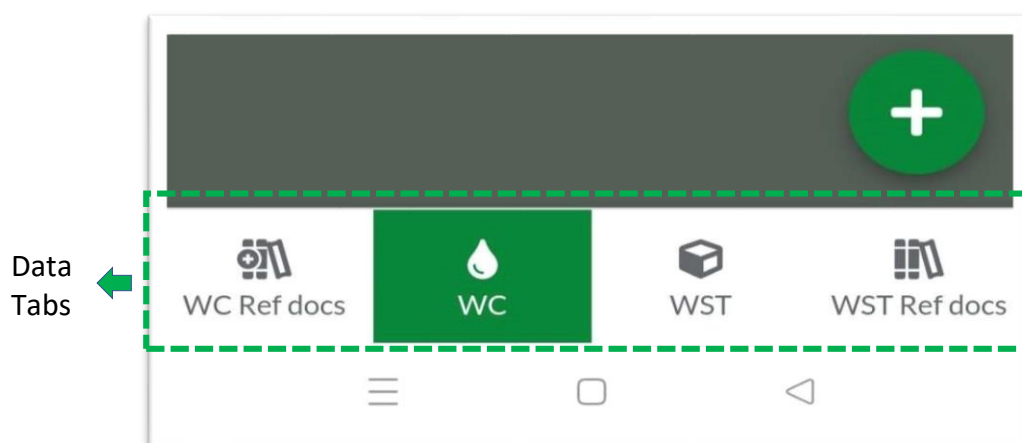 Data
Tabs
WC Ref docs
WC
WST
WST Ref docs